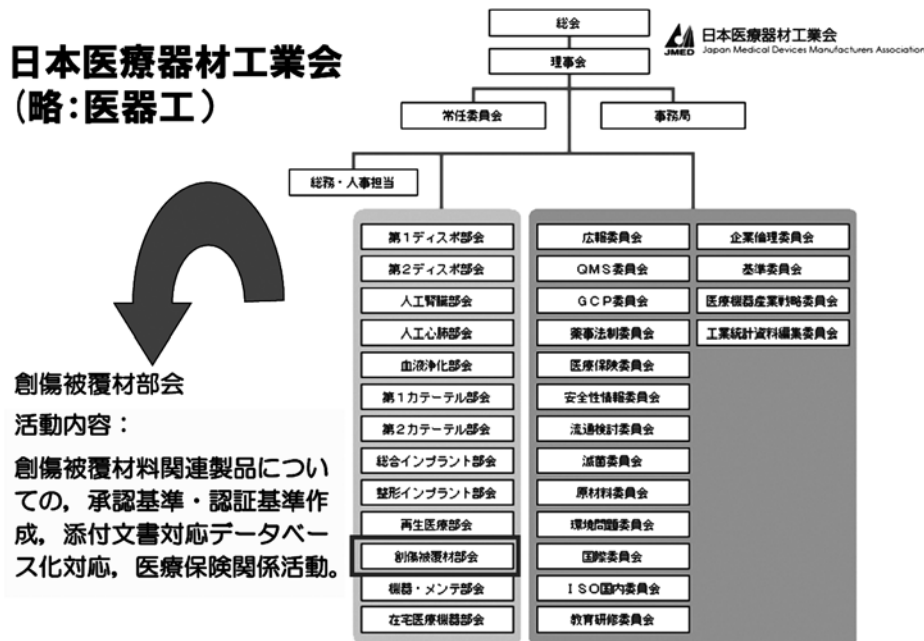 日本医療器材工業会
(略:医器工)
総会
理事会
JMED
日本医療器材工業会
Japan Medical Devices Manufacturers Association
常任委員会
事務局
総務・人事担当
第1ディスポ部会
第2ディスポ部会
人工腎臓部会
人工心肺部会
血液浄化部会
第1カテーテル部会
第2カテーテル部会
総合インプラント部会
整形インプラント部会
再生医療部会
創傷被覆材部会
機器・メンテ部会
在宅医療機器部会
広報委員会
QMS委員会
GCP委員会
薬事法制委員会
医療保険委員会
安全性情報委員会
流通検討委員会
滅菌委員会
原材料委員会
環境問題委員会
国際委員会
ISO国内委員会
教育研修委員会
企業倫理委員会
基準委員会
医療機器産業戦略委員会
工業統計資料編集委員会
創傷被覆材部会
活動内容:
創傷被覆材料関連製品につい
ての,承認基準・認証基準作
成,添付文書対応データベー
ス化対応,医療保険関係活動。